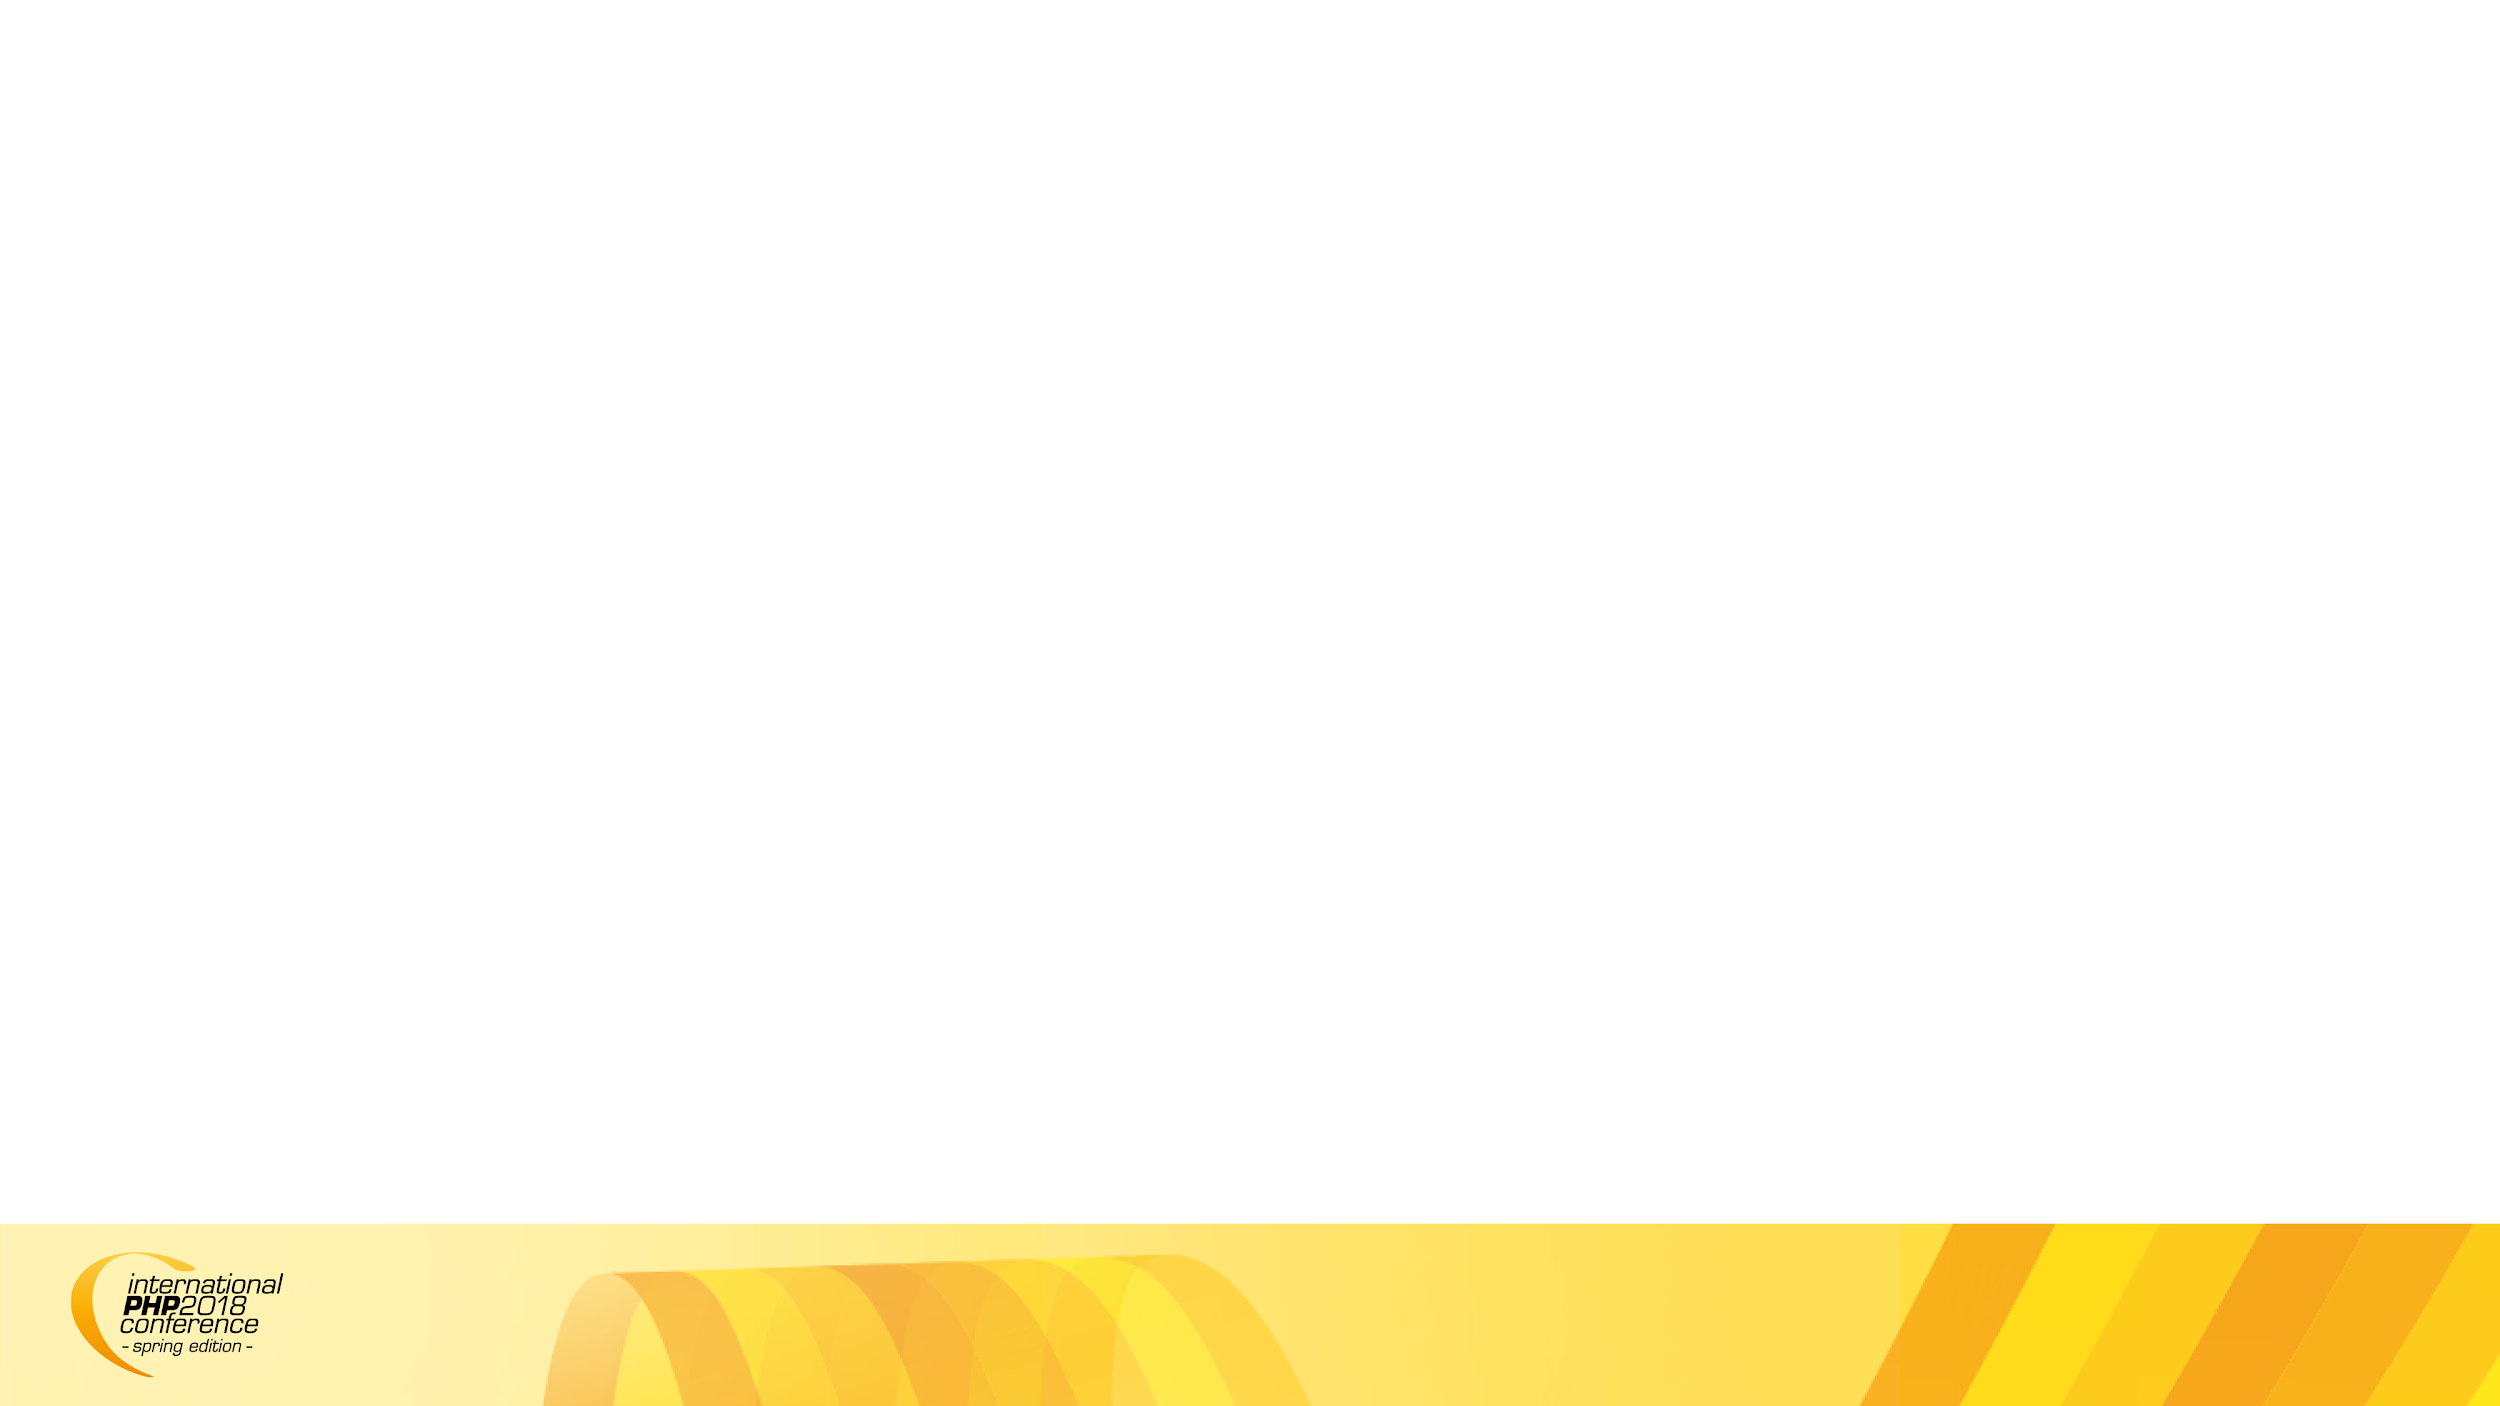 international
PHP2018
conference
- spring edition -